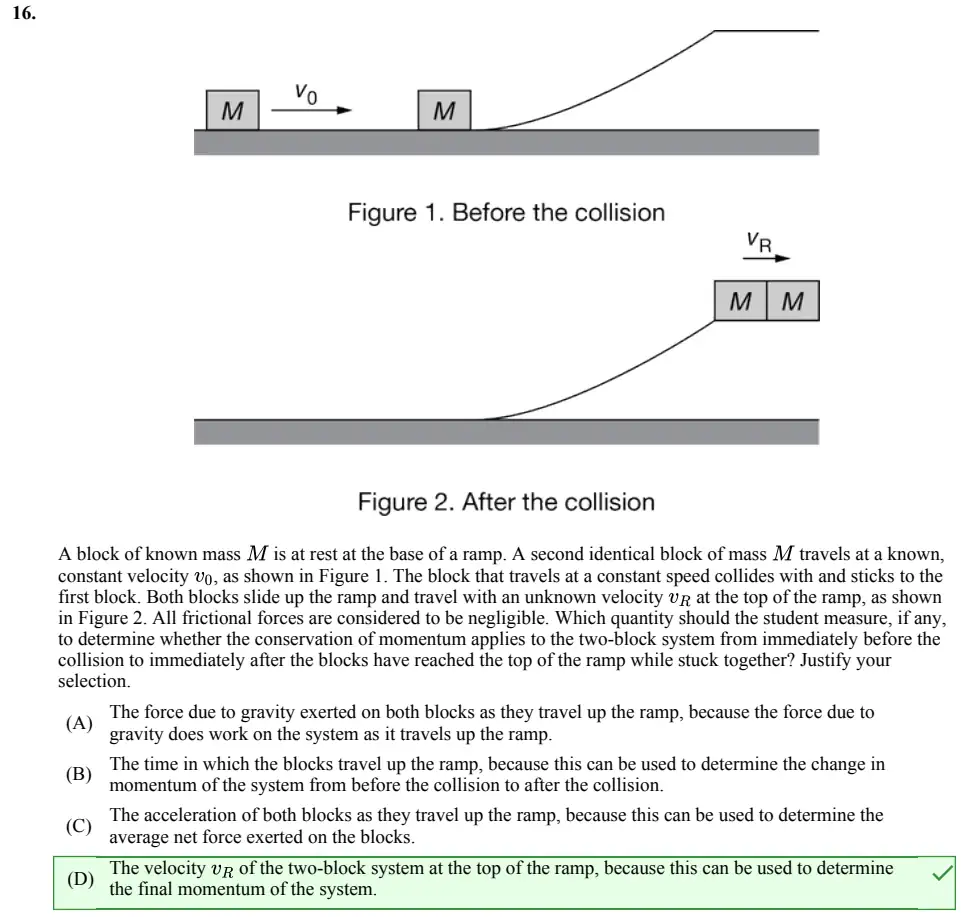 16.
M v0 M
Figure 1. Before the collision
vR
M M
Figure 2. After the collision
A block of known mass M is at rest at the base of a ramp. A second identical block of mass M travels at a known,
constant velocity v0, as shown in Figure 1. The block that travels at a constant speed collides with and sticks to the
first block. Both blocks slide up the ramp and travel with an unknown velocity vR at the top of the ramp, as shown
in Figure 2. All frictional forces are considered to be negligible. Which quantity should the student measure, if any,
to determine whether the conservation of momentum applies to the two-block system from immediately before the
collision to immediately after the blocks have reached the top of the ramp while stuck together? Justify your
selection.
(A) The force due to gravity exerted on both blocks as they travel up the ramp, because the force due to
gravity does work on the system as it travels up the ramp.
(B) The time in which the blocks travel up the ramp, because this can be used to determine the change in
momentum of the system from before the collision to after the collision.
(C) The acceleration of both blocks as they travel up the ramp, because this can be used to determine the
average net force exerted on the blocks.
(D) The velocity vR of the two-block system at the top of the ramp, because this can be used to determine
the final momentum of the system.